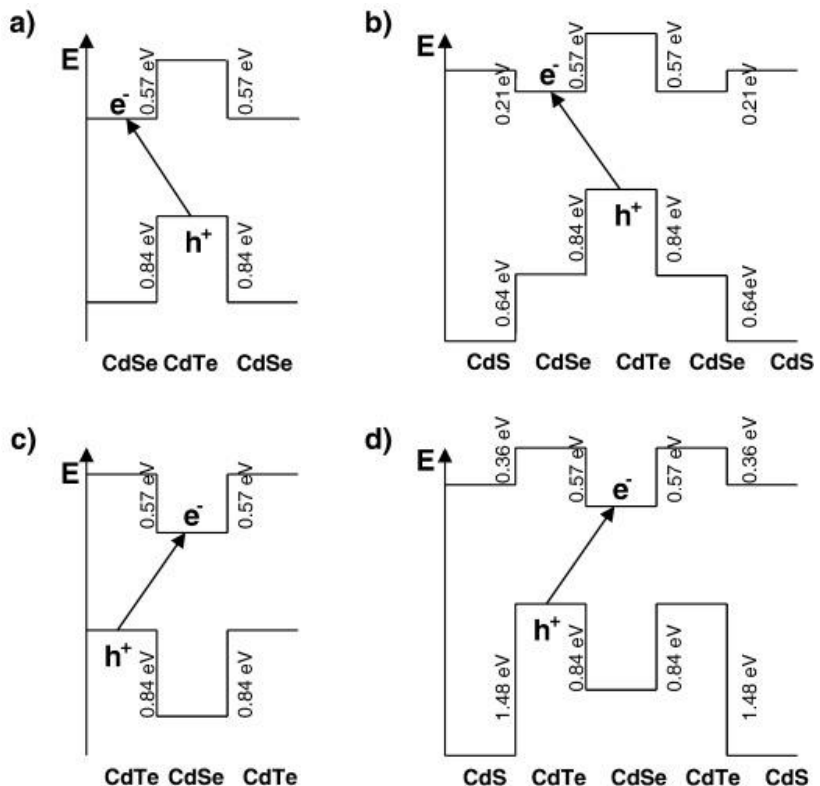 a)
E
e-
0.57 eV
0.57 eV
0.84 eV
h+
0.84 eV
CdSe CdTe CdSe
b)
E
0.21 eV
e-
0.57 eV
0.57 eV
0.21 eV
0.64 eV
0.84 eV
h+
0.84 eV
0.64eV
CdS CdSe CdTe CdSe CdS
c)
E
0.57 eV
e-
0.57 eV
h+
0.84 eV
0.84 eV
CdTe CdSe CdTe
d)
E
0.36 eV
0.57 eV
e-
0.57 eV
0.36 eV
1.48 eV
h+
0.84 eV
0.84 eV
1.48 eV
CdS CdTe CdSe CdTe CdS